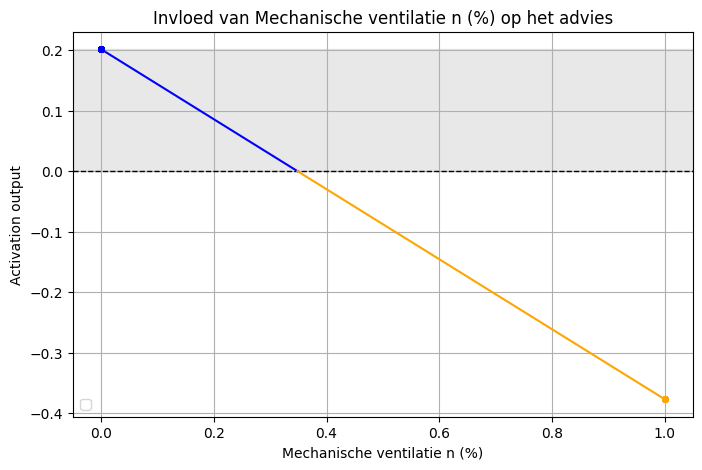 Invloed van Mechanische ventilatie n (%) op het advies
Activation output
0.2
0.1
0.0
−0.1
−0.2
−0.3
−0.4
0.0 0.2 0.4 0.6 0.8 1.0
Mechanische ventilatie n (%)